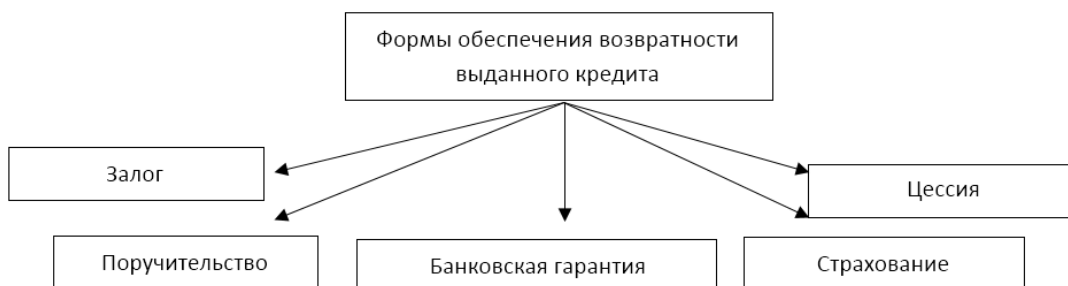 Формы обеспечения возвратности
выданного кредита
Залог
Цессия
Поручительство
Банковская гарантия
Страхование